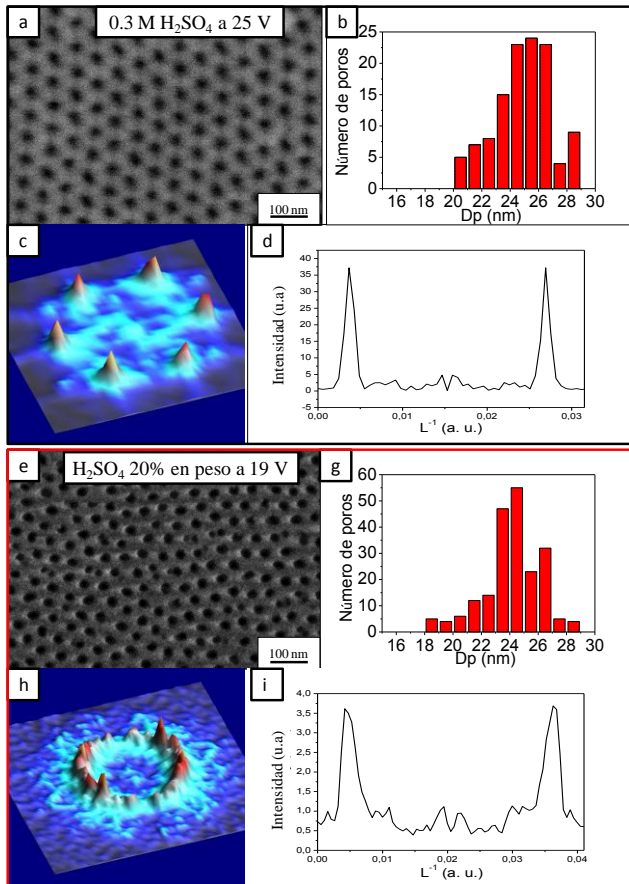 a
0.3 M H₂SO₄ a 25 V
100 nm
b
Número de poros
25
20
15
10
5
0
16 18 20 22 24 26 28 30
Dp (nm)
c
d
Intensidad (u.a)
40
35
30
25
20
15
10
5
0
-5
0,00 0,01 0,02 0,03
L⁻¹ (a. u.)
e
H₂SO₄ 20% en peso a 19 V
100 nm
g
Número de poros
60
50
40
30
20
10
0
16 18 20 22 24 26 28 30
Dp (nm)
h
i
Intensidad (u.a)
4,0
3,5
3,0
2,5
2,0
1,5
1,0
0,5
0,0
0,00 0,01 0,02 0,03 0,04
L⁻¹ (a. u.)